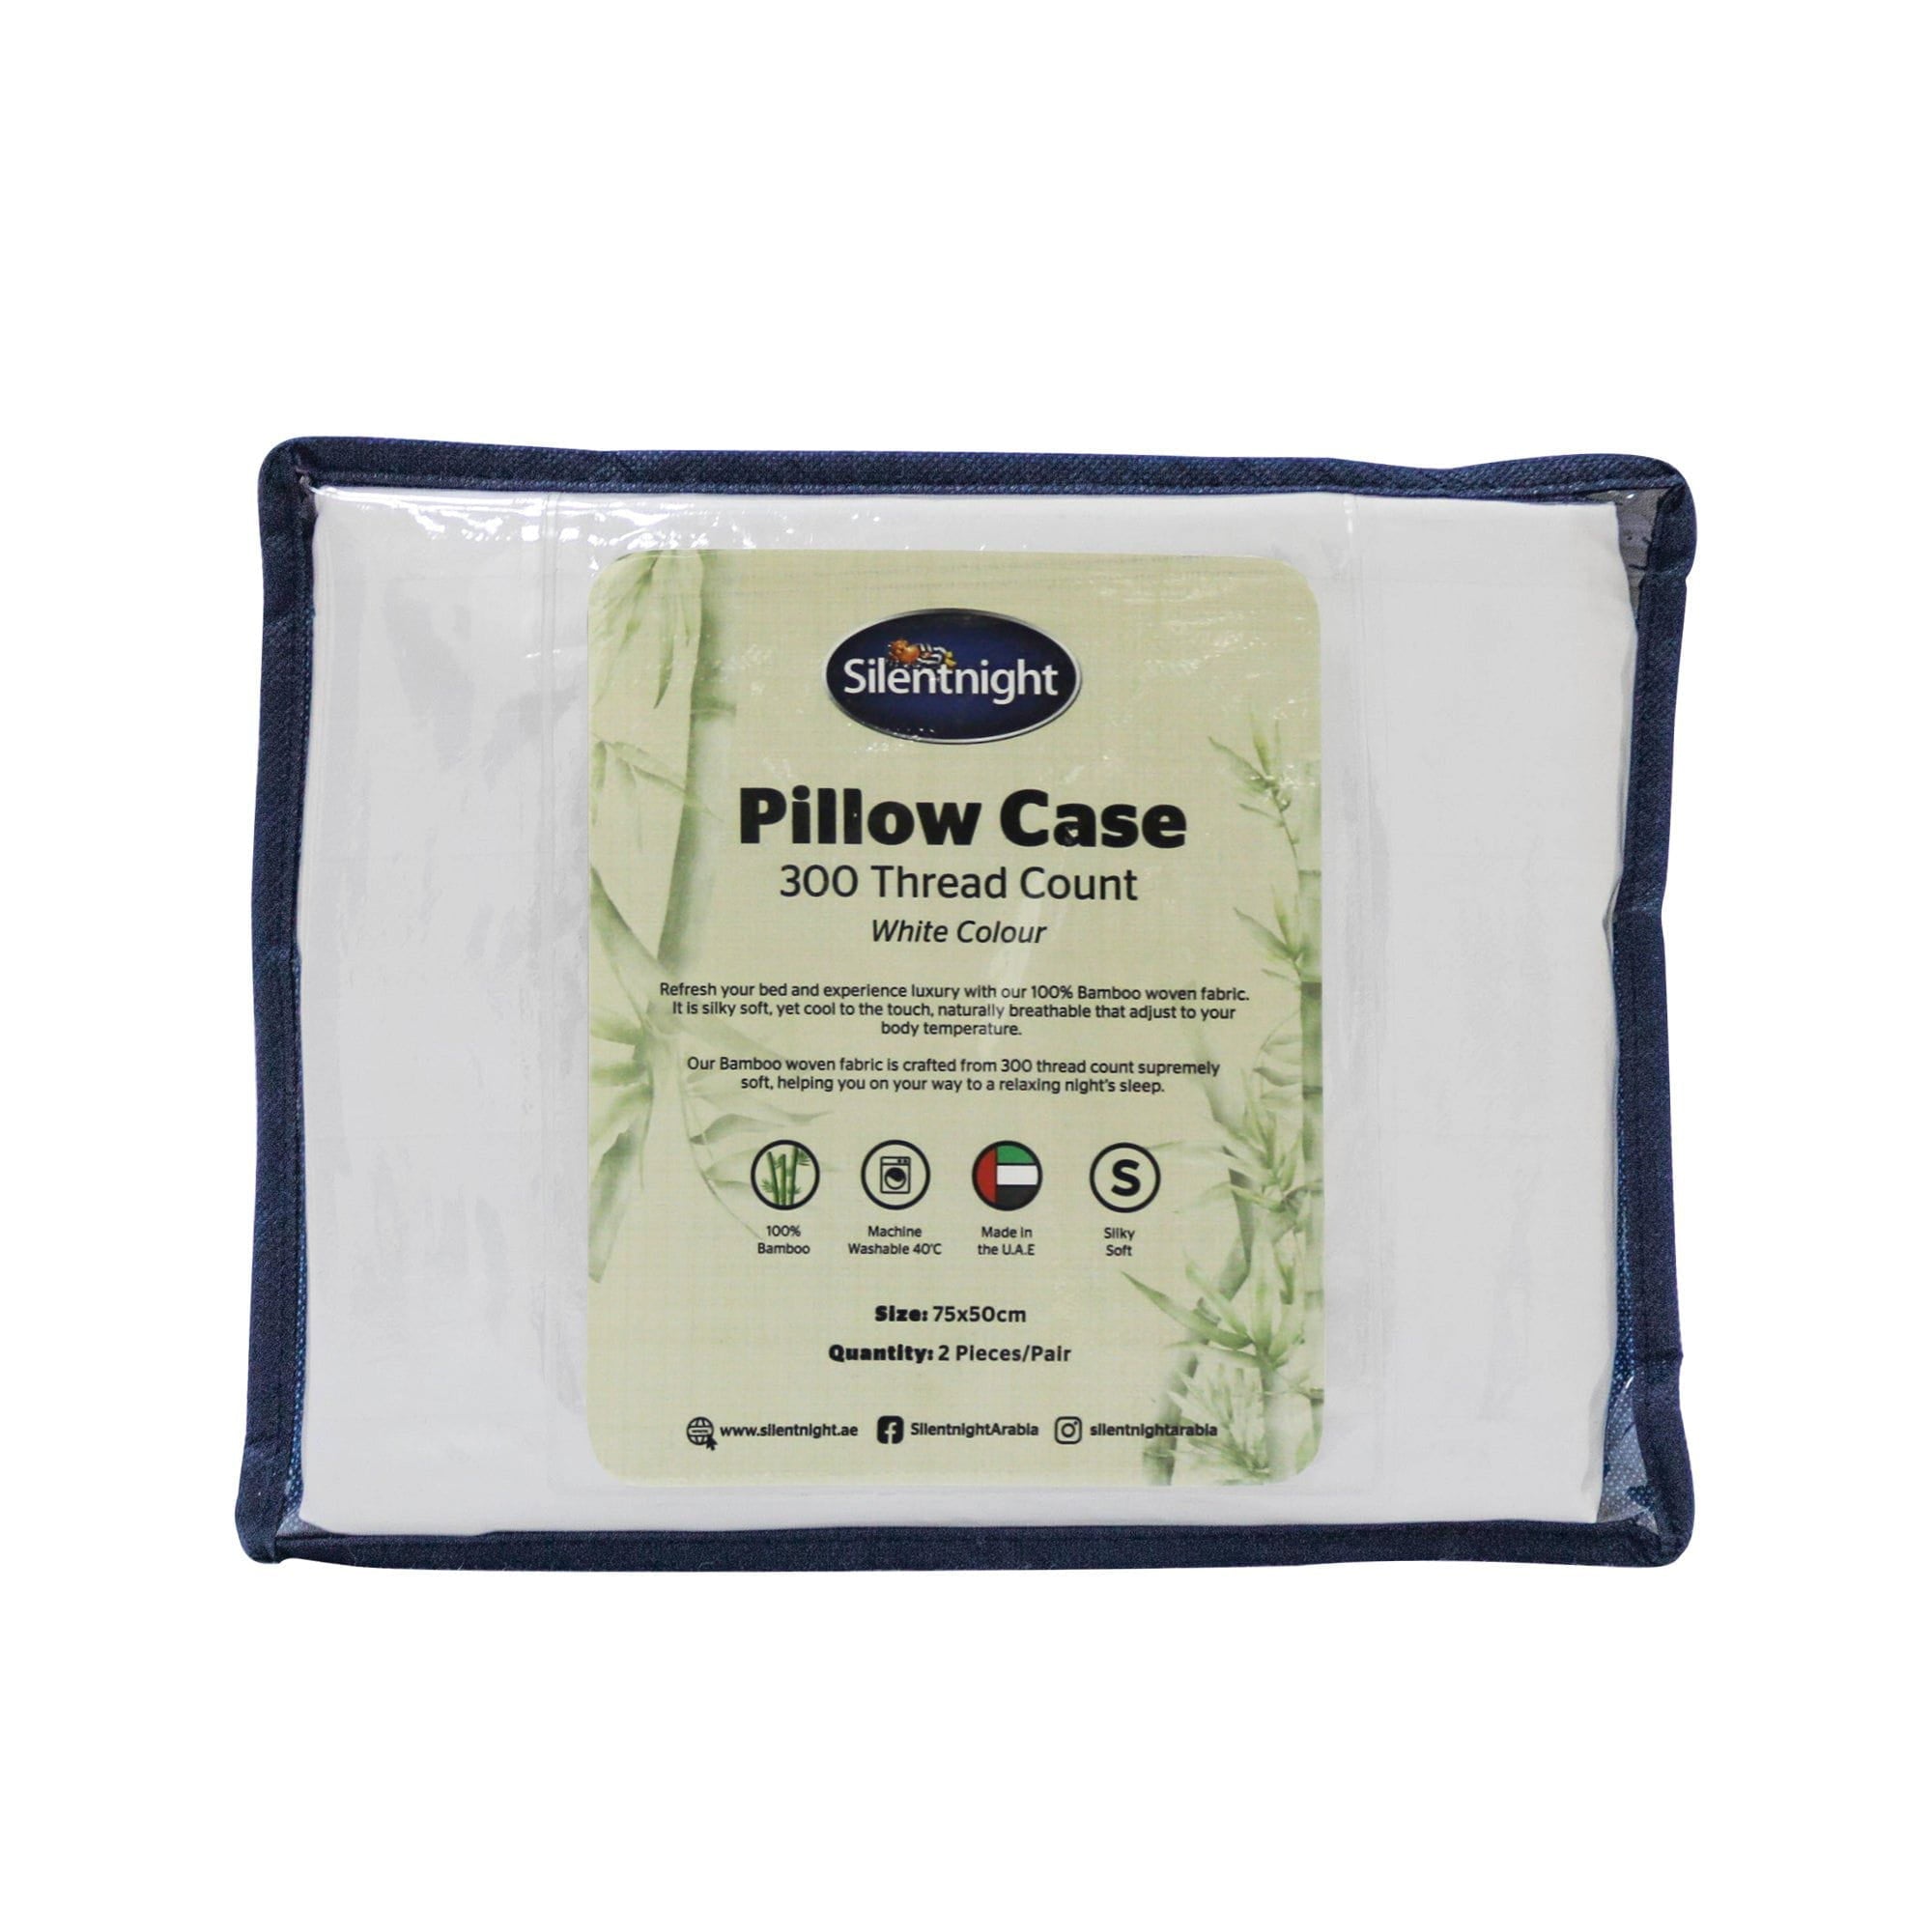 Silentnight
Pillow Case
300 Thread Count
White Colour
Refresh your bed and experience luxury with our 100% Bamboo woven fabric.
It is silky soft, yet cool to the touch, naturally breathable that adjust to your
body temperature.
Our Bamboo woven fabric is crafted from 300 thread count supremely
soft, helping you on your way to a relaxing night's sleep.
S
100%
Bamboo
Machine
Washable 40°C
Made in
the U.A.E
Silky
Soft
Size: 75x50cm
Quantity: 2 Pieces/Pair
www.silentnight.ae SilentnightArabia silentnightarabia